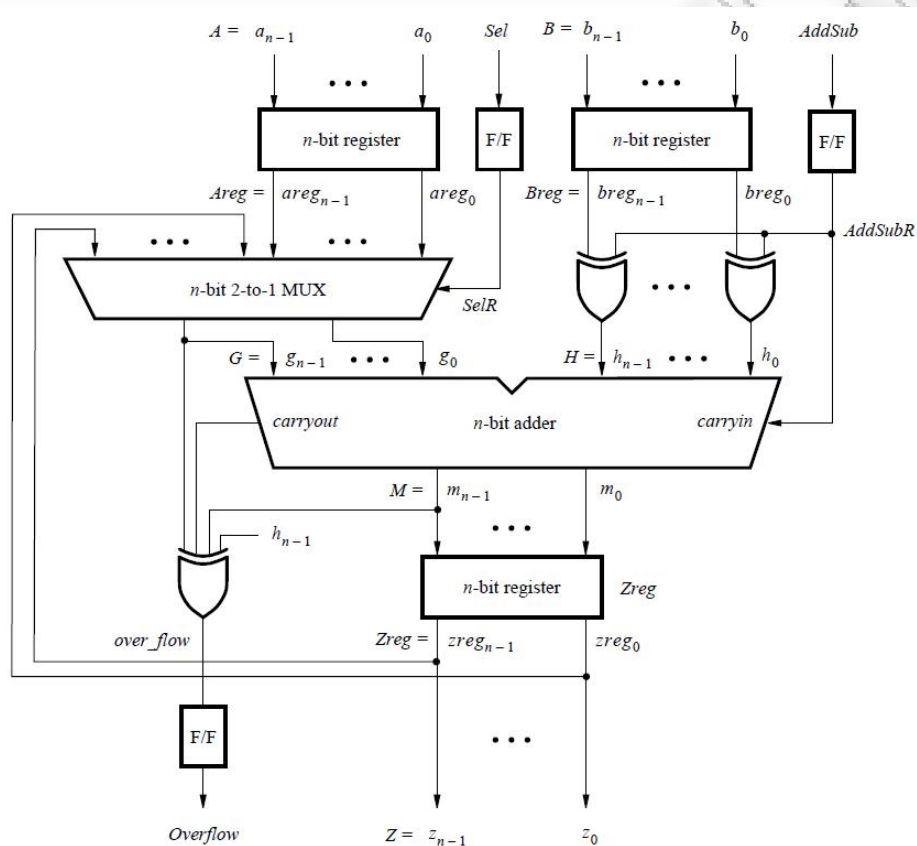 A = a_{n-1} a_0 Sel B = b_{n-1} b_0 AddSub
n-bit register F/F n-bit register F/F
Areg = areg_{n-1} areg_0 Breg = breg_{n-1} breg_0
AddSubR
n-bit 2-to-1 MUX
SelR
G = g_{n-1} g_0 H = h_{n-1} h_0
carryout n-bit adder carryin
M = m_{n-1} m_0
h_{n-1}
n-bit register Zreg
over_flow Zreg = zreg_{n-1} zreg_0
F/F
Overflow Z = z_{n-1} z_0